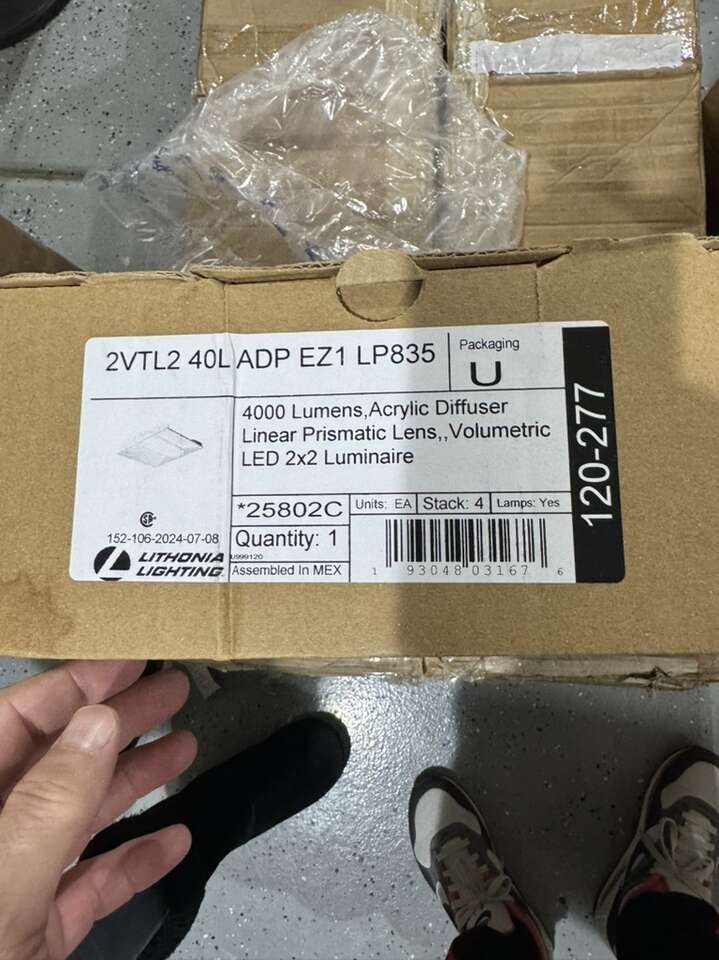 2VTL2 40L ADP EZ1 LP835
Packaging
U
4000 Lumens,Acrylic Diffuser
Linear Prismatic Lens,,Volumetric
LED 2x2 Luminaire
120-277
*25802C
Units: EA
Stack: 4
Lamps: Yes
152-106-2024-07-08
Quantity: 1
LITHONIA
LIGHTING
U999120
Assembled In MEX
1 93048 03167 6